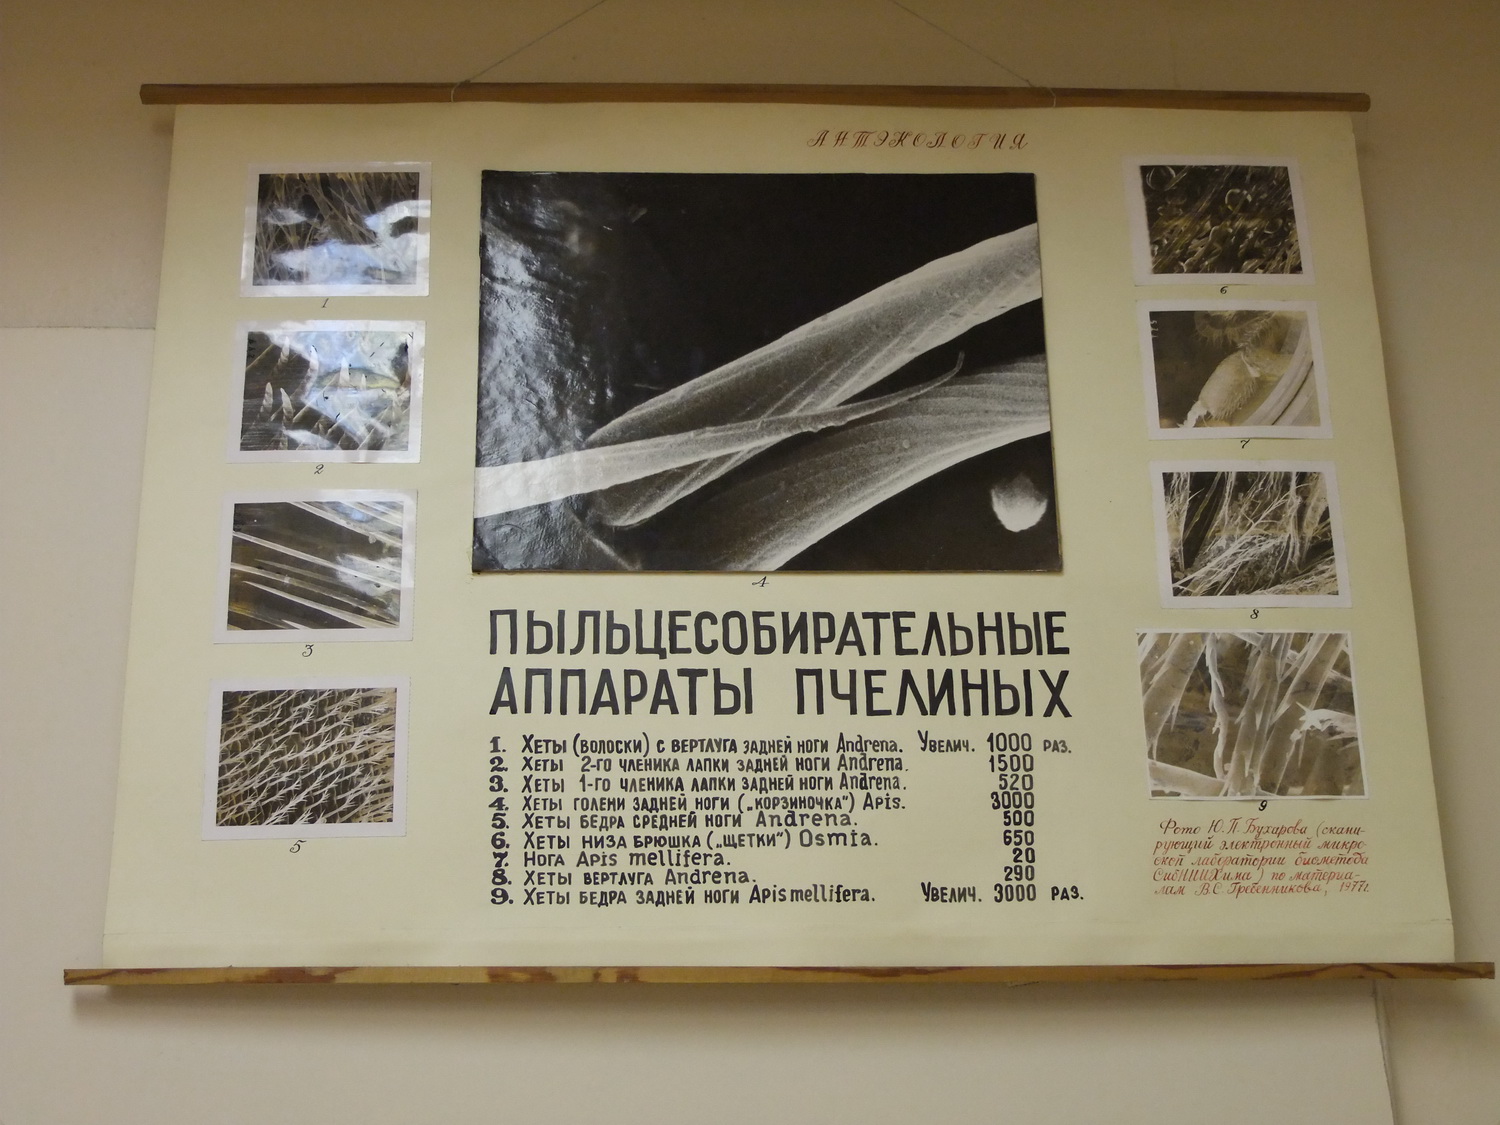 АНТЭКОЛОГИЯ
1
2
3
5
4
6
7
8
9
ПЫЛЬЦЕСОБИРАТЕЛЬНЫЕ
АППАРАТЫ ПЧЕЛИНЫХ
1. Хеты (волоски) с вертлуга задней ноги Andrena. Увелич. 1000 раз.
2. Хеты 2-го членика лапки задней ноги Andrena. 1500
3. Хеты 1-го членика лапки задней ноги Andrena. 520
4. Хеты голени задней ноги („корзиночка") Apis. 3000
5. Хеты бедра средней ноги Andrena. 500
6. Хеты низа брюшка („щетки") Osmia. 650
7. Нога Apis mellifera. 20
8. Хеты вертлуга Andrena. 290
9. Хеты бедра задней ноги Apis mellifera. Увелич. 3000 раз.
Фото Ю.П. Бухарова (скани-
рующий электронный микро-
скоп лаборатории биометода
СибНИИХима) по материа-
лам В.С. Гребенникова, 1977г.